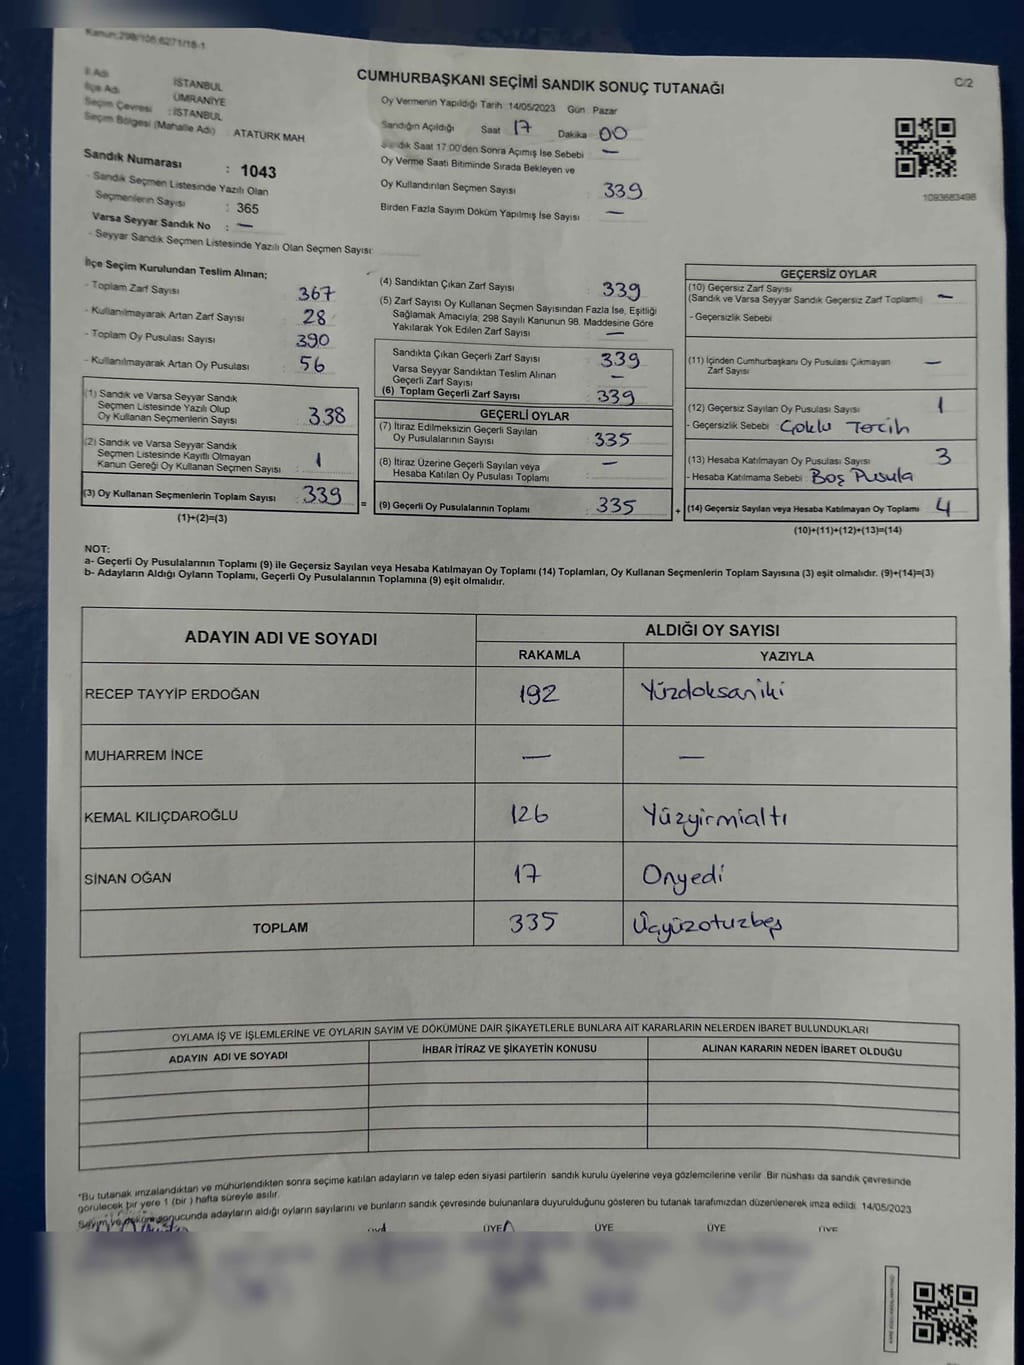 Kanun:298/106;6271/18-1
C/2
CUMHURBAŞKANI SEÇİMİ SANDIK SONUÇ TUTANAĞI
İl Adı İSTANBUL
İlçe Adı ÜMRANİYE
Seçim Çevresi : İSTANBUL
Seçim Bölgesi (Mahalle Adı) : ATATÜRK MAH
Sandık Numarası : 1043
- Sandık Seçmen Listesinde Yazılı Olan
Seçmenlerin Sayısı : 365
Varsa Seyyar Sandık No : —
- Seyyar Sandık Seçmen Listesinde Yazılı Olan Seçmen Sayısı:
Oy Vermenin Yapıldığı Tarih :14/05/2023 Gün : Pazar
Sandığın Açıldığı Saat 17 Dakika 00
Sandık Saat 17:00'den Sonra Açımış İse Sebebi —
Oy Verme Saati Bitiminde Sırada Bekleyen ve
Oy Kullandırılan Seçmen Sayısı : 339
Birden Fazla Sayım Döküm Yapılmış İse Sayısı : —
1093683498
İlçe Seçim Kurulundan Teslim Alınan;
- Toplam Zarf Sayısı : 367
- Kullanılmayarak Artan Zarf Sayısı : 28
- Toplam Oy Pusulası Sayısı : 390
- Kullanılmayarak Artan Oy Pusulası : 56
(1) Sandık ve Varsa Seyyar Sandık
Seçmen Listesinde Yazılı Olup
Oy Kullanan Seçmenlerin Sayısı : 338
(2) Sandık ve Varsa Seyyar Sandık
Seçmen Listesinde Kayıtlı Olmayan
Kanun Gereği Oy Kullanan Seçmen Sayısı : 1
(3) Oy Kullanan Seçmenlerin Toplam Sayısı : 339
(1)+(2)=(3)
=
(4) Sandıktan Çıkan Zarf Sayısı : 339
(5) Zarf Sayısı Oy Kullanan Seçmen Sayısından Fazla İse, Eşitliği
Sağlamak Amacıyla; 298 Sayılı Kanunun 98. Maddesine Göre
Yakılarak Yok Edilen Zarf Sayısı : —
Sandıkta Çıkan Geçerli Zarf Sayısı : 339
Varsa Seyyar Sandıktan Teslim Alınan
Geçerli Zarf Sayısı : —
(6) Toplam Geçerli Zarf Sayısı : 339
GEÇERLİ OYLAR
(7) İtiraz Edilmeksizin Geçerli Sayılan
Oy Pusulalarının Sayısı : 335
(8) İtiraz Üzerine Geçerli Sayılan veya
Hesaba Katılan Oy Pusulası Toplamı : —
(9) Geçerli Oy Pusulalarının Toplamı : 335
+
GEÇERSİZ OYLAR
(10) Geçersiz Zarf Sayısı
(Sandık ve Varsa Seyyar Sandık Geçersiz Zarf Toplamı) : —
- Geçersizlik Sebebi :
(11) İçinden Cumhurbaşkanı Oy Pusulası Çıkmayan
Zarf Sayısı : —
(12) Geçersiz Sayılan Oy Pusulası Sayısı : 1
- Geçersizlik Sebebi : Çoklu Tercih
(13) Hesaba Katılmayan Oy Pusulası Sayısı : 3
- Hesaba Katılmama Sebebi : Boş Pusula
(14) Geçersiz Sayılan veya Hesaba Katılmayan Oy Toplamı : 4
(10)+(11)+(12)+(13)=(14)
NOT:
a- Geçerli Oy Pusulalarının Toplamı (9) ile Geçersiz Sayılan veya Hesaba Katılmayan Oy Toplamı (14) Toplamları, Oy Kullanan Seçmenlerin Toplam Sayısına (3) eşit olmalıdır. (9)+(14)=(3)
b- Adayların Aldığı Oyların Toplamı, Geçerli Oy Pusulalarının Toplamına (9) eşit olmalıdır.
ADAYIN ADI VE SOYADI ALDIĞI OY SAYISI
RAKAMLA YAZIYLA
RECEP TAYYİP ERDOĞAN 192 Yüzdoksaniki
MUHARREM İNCE — —
KEMAL KILIÇDAROĞLU 126 Yüzyirmialtı
SİNAN OĞAN 17 Onyedi
TOPLAM 335 Üçyüzotuzbeş
OYLAMA İŞ VE İŞLEMLERİNE VE OYLARIN SAYIM VE DÖKÜMÜNE DAİR ŞİKAYETLERLE BUNLARA AİT KARARLARIN NELERDEN İBARET BULUNDUKLARI
ADAYIN ADI VE SOYADI İHBAR İTİRAZ VE ŞİKAYETİN KONUSU ALINAN KARARIN NEDEN İBARET OLDUĞU
"Bu tutanak imzalandıktan ve mühürlendikten sonra seçime katılan adayların ve talep eden siyasi partilerin sandık kurulu üyelerine veya gözlemcilerine verilir. Bir nüshası da sandık çevresinde
görülecek bir yere 1 (bir ) hafta süreyle asılır.
Sayım ve döküm sonucunda adayların aldığı oyların sayılarını ve bunların sandık çevresinde bulunanlara duyurulduğunu gösteren bu tutanak tarafımızdan düzenlenerek imza edildi. 14/05/2023
ÜYE ÜYE ÜYE ÜYE